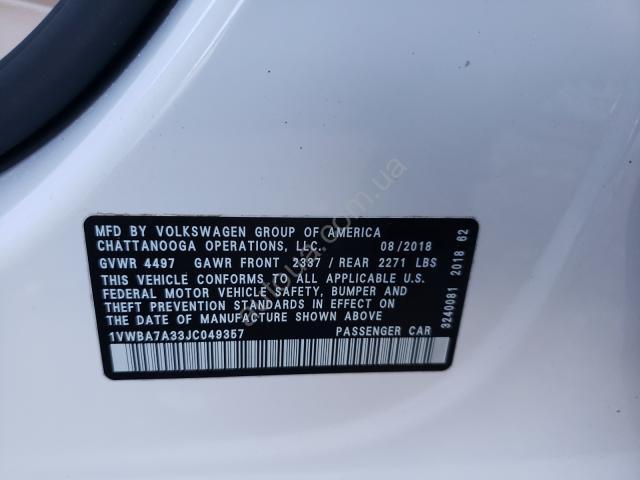 MFD BY VOLKSWAGEN GROUP OF AMERICA
CHATTANOOGA OPERATIONS, LLC. 08/2018
GVWR 4497 GAWR FRONT 2337 / REAR 2271 LBS
THIS VEHICLE CONFORMS TO ALL APPLICABLE U.S.
FEDERAL MOTOR VEHICLE SAFETY, BUMPER AND
THEFT PREVENTION STANDARDS IN EFFECT ON
THE DATE OF MANUFACTURE SHOWN ABOVE
1VWBA7A33JC049357 PASSENGER CAR
3240081 2018 62